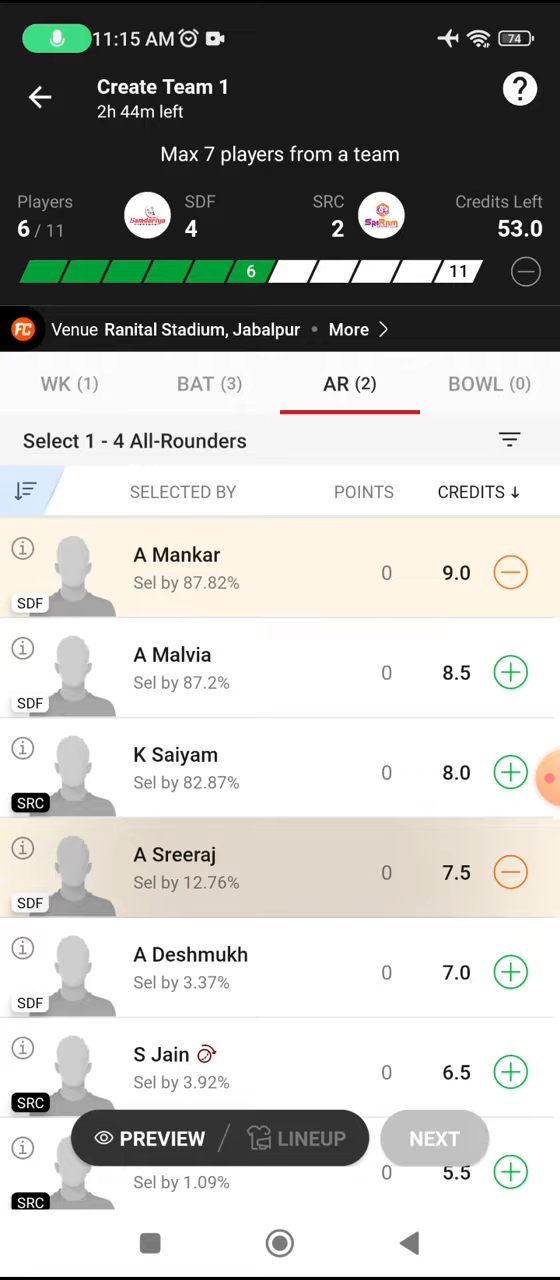 11:15 AM 74
Create Team 1
2h 44m left
?
Max 7 players from a team
Players SDF SRC Credits Left
6 / 11 Samdariya 4 2 53.0
6 11
FC Venue Ranital Stadium, Jabalpur • More
WK (1) BAT (3) AR (2) BOWL (0)
Select 1 - 4 All-Rounders
SELECTED BY POINTS CREDITS ↓
A Mankar
Sel by 87.82% 0 9.0
SDF
A Malvia
Sel by 87.2% 0 8.5
SDF
K Saiyam
Sel by 82.87% 0 8.0
SRC
A Sreeraj
Sel by 12.76% 0 7.5
SDF
A Deshmukh
Sel by 3.37% 0 7.0
SDF
S Jain
Sel by 3.92% 0 6.5
SRC
PREVIEW / LINEUP NEXT
Sel by 1.09% 0 5.5
SRC